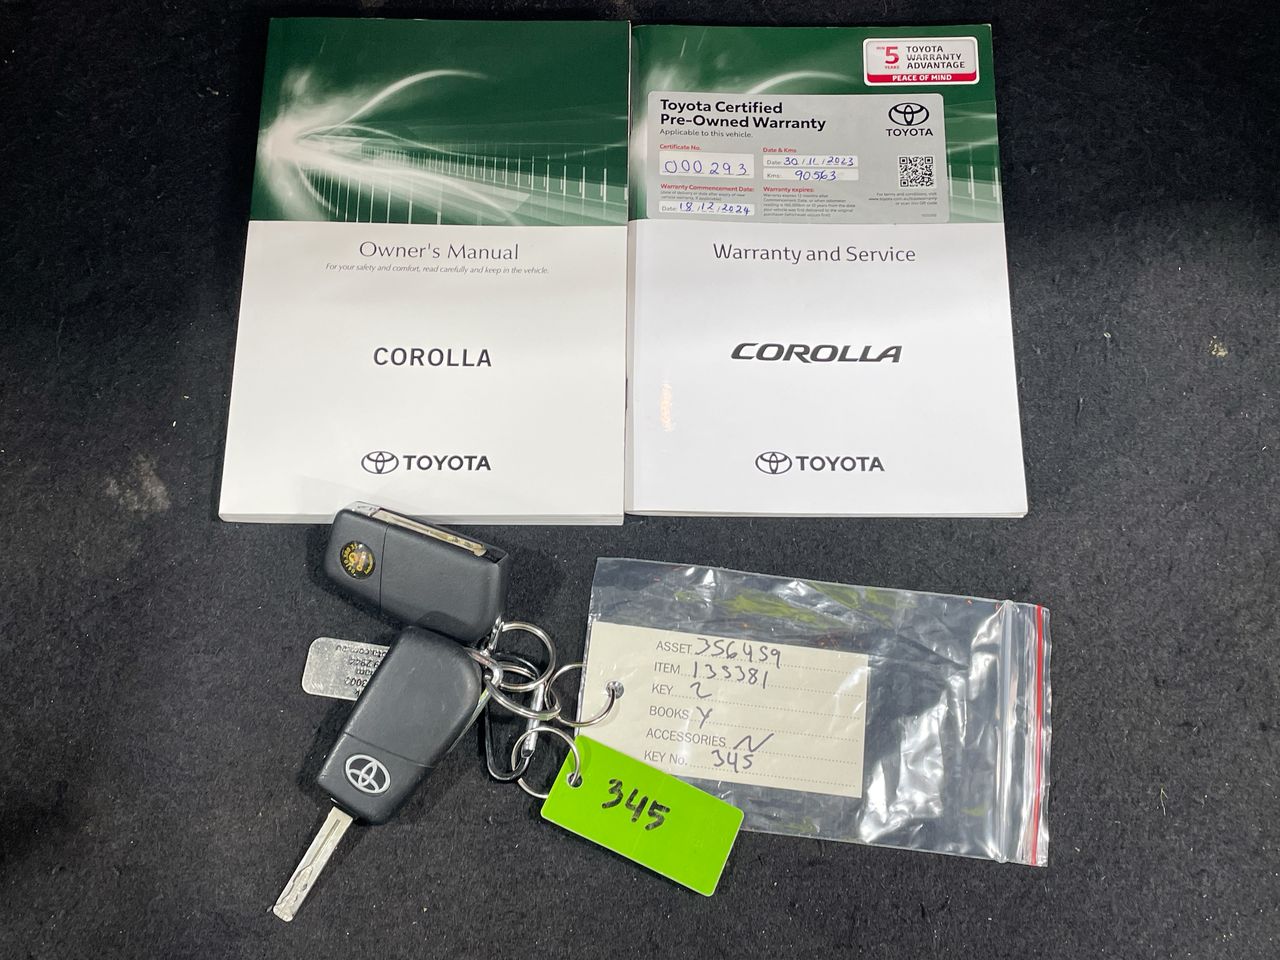 Owner's Manual
For your safety and comfort, read carefully and keep in the vehicle.
COROLLA
TOYOTA
5
YEARS
TOYOTA
WARRANTY
ADVANTAGE
PEACE OF MIND
Toyota Certified
Pre-Owned Warranty
Applicable to this vehicle.
TOYOTA
Certificate No.
000293
Date & Kms
Date: 30/11/2023
Kms: 90563
Warranty Commencement Date:
Date: 18/12/2024
Warranty expires:
Warranty and Service
COROLLA
TOYOTA
ASSET 356459
ITEM 135381
KEY 2
BOOKS Y
ACCESSORIES N
KEY No. 345
345